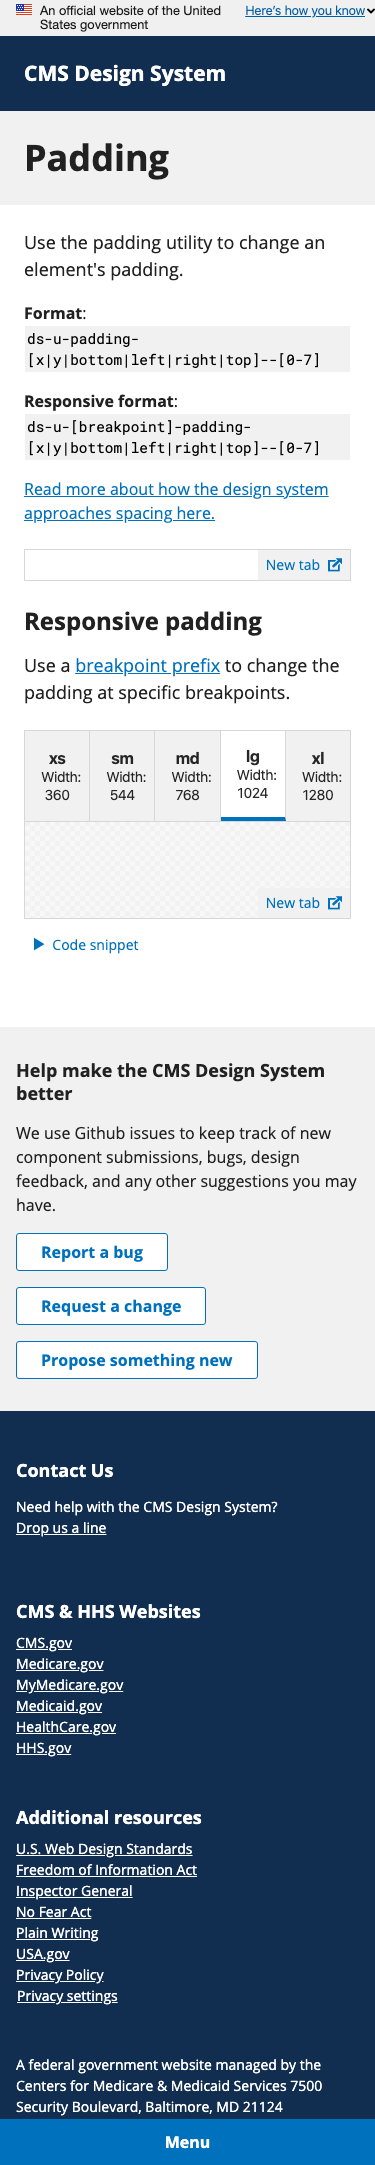 An official website of the United
States government
Here's how you know
CMS Design System
Padding
Use the padding utility to change an
element's padding.
Format:
ds-u-padding-
[x|y|bottom|left|right|top]--[0-7]
Responsive format:
ds-u-[breakpoint]-padding-
[x|y|bottom|left|right|top]--[0-7]
Read more about how the design system
approaches spacing here.
New tab
Responsive padding
Use a breakpoint prefix to change the
padding at specific breakpoints.
xs
Width:
360
sm
Width:
544
md
Width:
768
lg
Width:
1024
xl
Width:
1280
New tab
Code snippet
Help make the CMS Design System
better
We use Github issues to keep track of new
component submissions, bugs, design
feedback, and any other suggestions you may
have.
Report a bug
Request a change
Propose something new
Contact Us
Need help with the CMS Design System?
Drop us a line
CMS & HHS Websites
CMS.gov
Medicare.gov
MyMedicare.gov
Medicaid.gov
HealthCare.gov
HHS.gov
Additional resources
U.S. Web Design Standards
Freedom of Information Act
Inspector General
No Fear Act
Plain Writing
USA.gov
Privacy Policy
Privacy settings
A federal government website managed by the
Centers for Medicare & Medicaid Services 7500
Security Boulevard, Baltimore, MD 21124
Menu